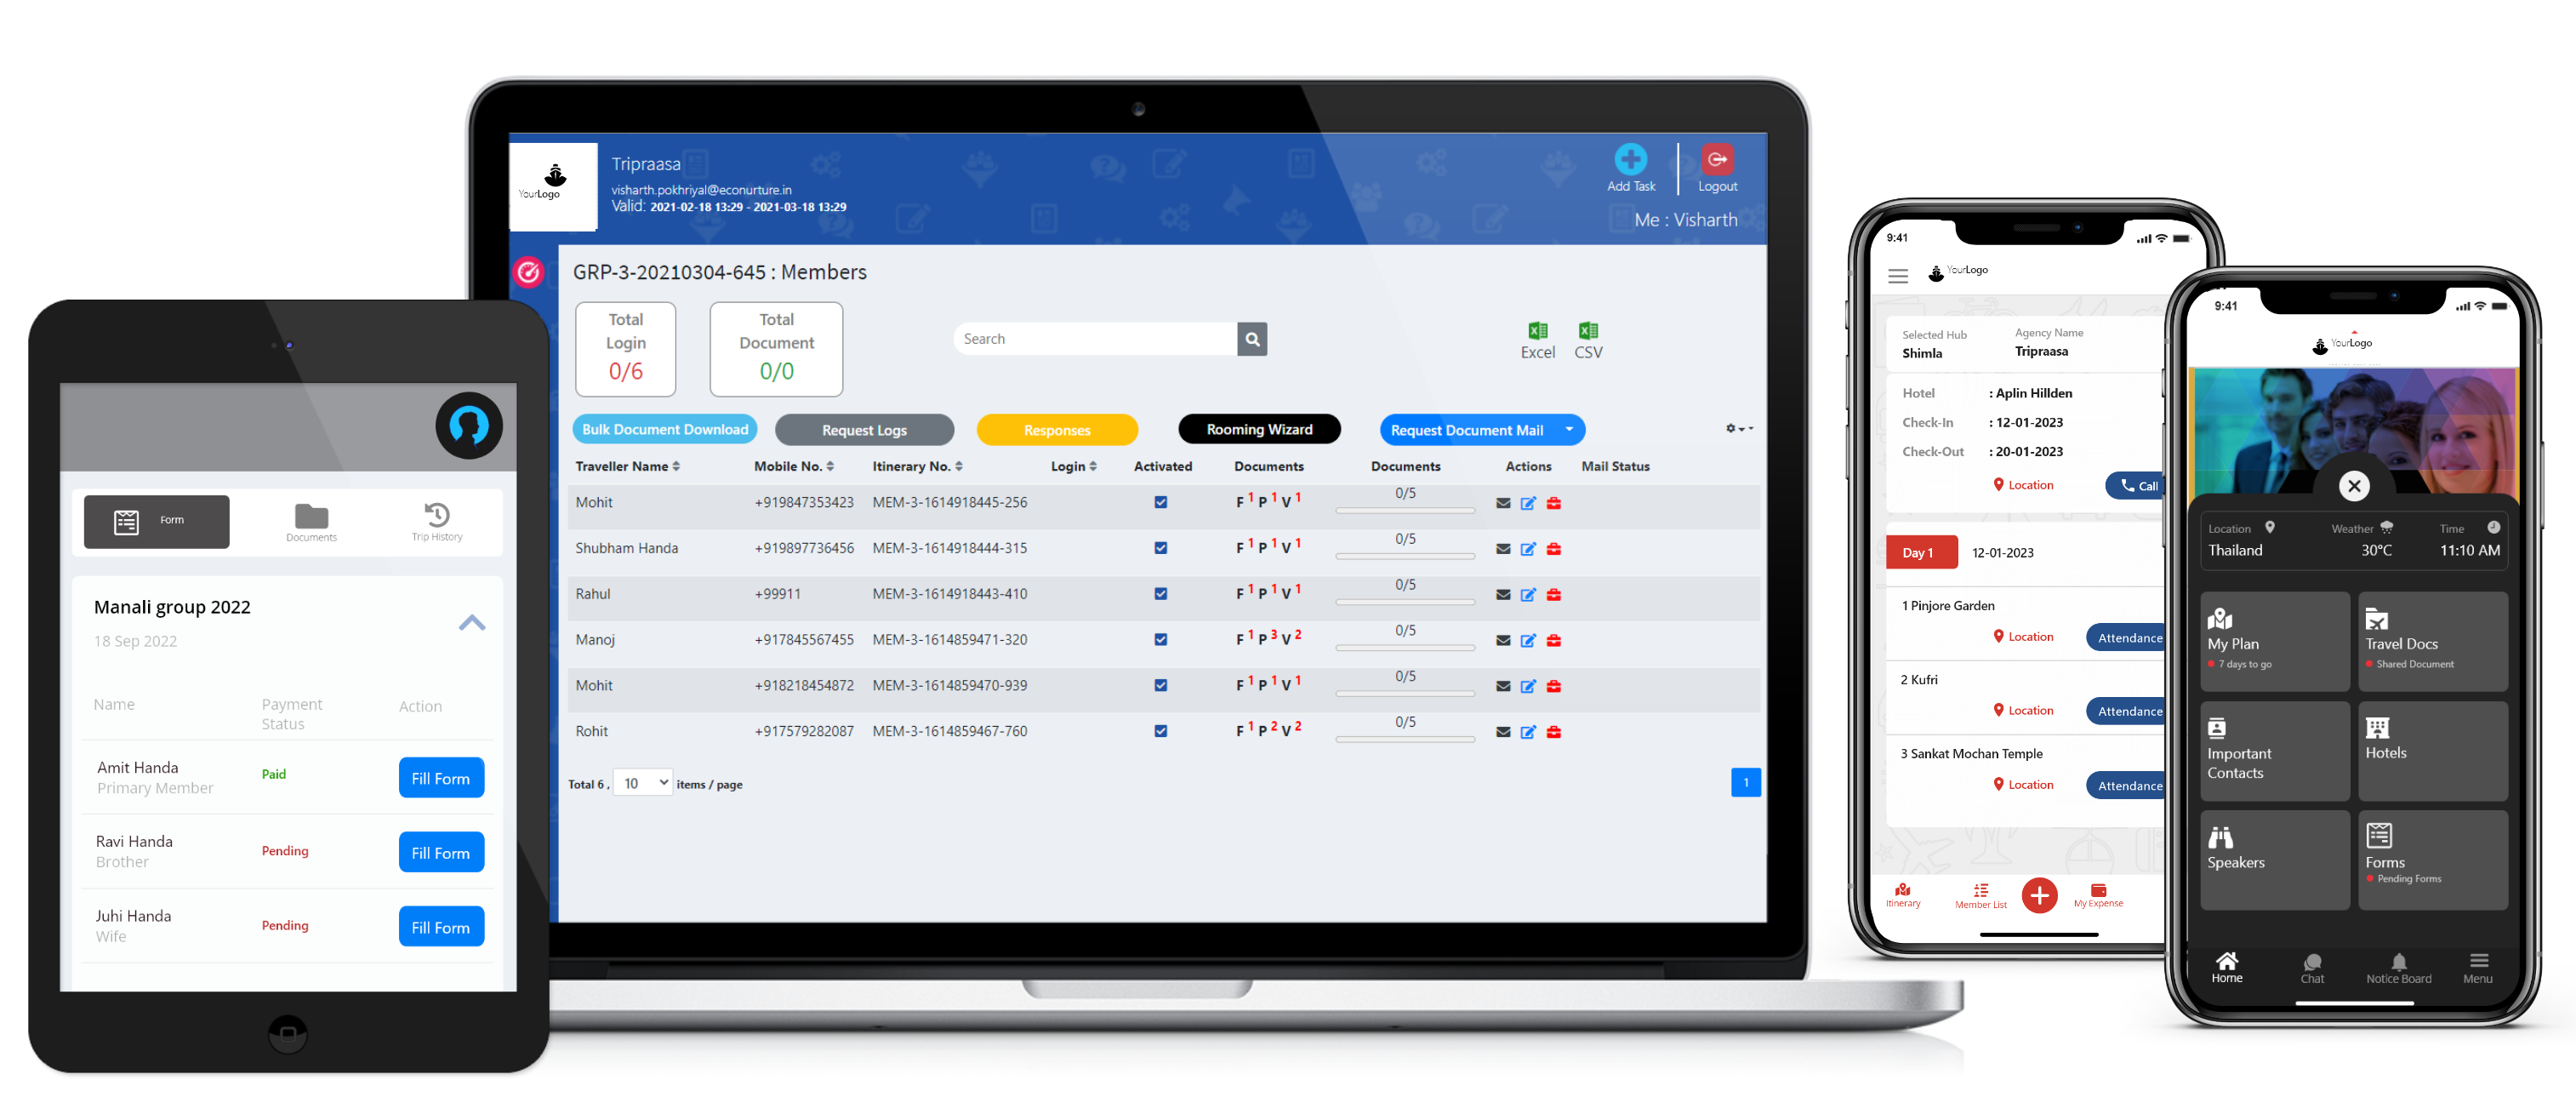 Form
Documents
Trip History
Manali group 2022
18 Sep 2022
Name
Payment Status
Action
Amit Handa
Primary Member
Paid
Fill Form
Ravi Handa
Brother
Pending
Fill Form
Juhi Handa
Wife
Pending
Fill Form
YourLogo
Tripraasa
visharth.pokhriyal@econurture.in
Valid: 2021-02-18 13:29 - 2021-03-18 13:29
Add Task
Logout
Me : Visharth
GRP-3-20210304-645 : Members
Total Login
0/6
Total Document
0/0
Search
Excel
CSV
Bulk Document Download
Request Logs
Responses
Rooming Wizard
Request Document Mail
Traveller Name Mobile No. Itinerary No. Login Activated Documents Documents Actions Mail Status
Mohit +919847353423 MEM-3-1614918445-256 F 1 P 1 V 1 0/5
Shubham Handa +919897736456 MEM-3-1614918444-315 F 1 P 1 V 1 0/5
Rahul +99911 MEM-3-1614918443-410 F 1 P 1 V 1 0/5
Manoj +917845567455 MEM-3-1614859471-320 F 1 P 3 V 2 0/5
Mohit +918218454872 MEM-3-1614859470-939 F 1 P 1 V 1 0/5
Rohit +917579282087 MEM-3-1614859467-760 F 1 P 2 V 2 0/5
Total 6 , 10 items / page
1
9:41
YourLogo
Selected Hub
Shimla
Agency Name
Tripraasa
Hotel : Aplin Hillden
Check-In : 12-01-2023
Check-Out : 20-01-2023
Location
Call
Day 1 12-01-2023
1 Pinjore Garden
Location
Attendance
2 Kufri
Location
Attendance
3 Sankat Mochan Temple
Location
Attendance
Itinerary
Member List
My Expense
9:41
YourLogo
Location
Thailand
Weather
30°C
Time
11:10 AM
My Plan
7 days to go
Travel Docs
Shared Document
Important Contacts
Hotels
Speakers
Forms
Pending Forms
Home
Chat
Notice Board
Menu